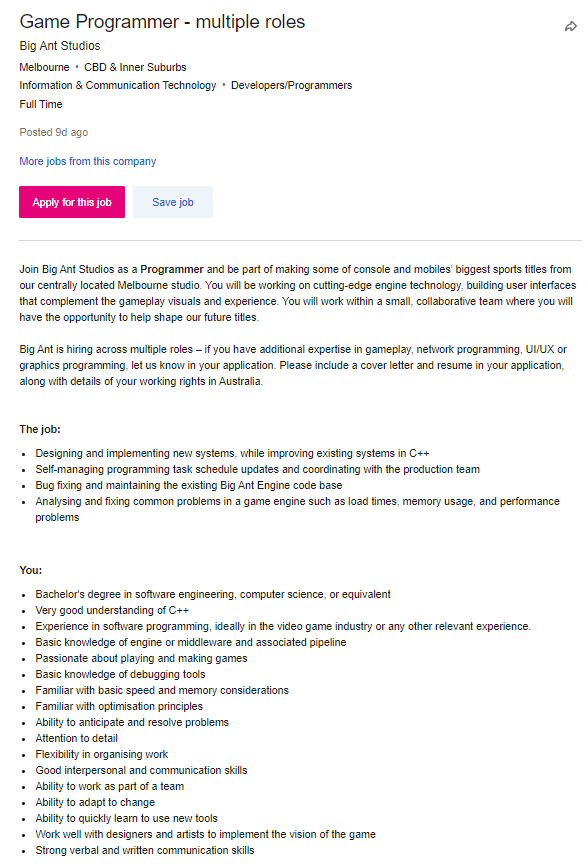 Game Programmer - multiple roles
Big Ant Studios
Melbourne • CBD & Inner Suburbs
Information & Communication Technology • Developers/Programmers
Full Time
Posted 9d ago
More jobs from this company
Apply for this job Save job
Join Big Ant Studios as a Programmer and be part of making some of console and mobiles' biggest sports titles from
our centrally located Melbourne studio. You will be working on cutting-edge engine technology, building user interfaces
that complement the gameplay visuals and experience. You will work within a small, collaborative team where you will
have the opportunity to help shape our future titles.
Big Ant is hiring across multiple roles – if you have additional expertise in gameplay, network programming, UI/UX or
graphics programming, let us know in your application. Please include a cover letter and resume in your application,
along with details of your working rights in Australia.
The job:
• Designing and implementing new systems, while improving existing systems in C++
• Self-managing programming task schedule updates and coordinating with the production team
• Bug fixing and maintaining the existing Big Ant Engine code base
• Analysing and fixing common problems in a game engine such as load times, memory usage, and performance
problems
You:
• Bachelor's degree in software engineering, computer science, or equivalent
• Very good understanding of C++
• Experience in software programming, ideally in the video game industry or any other relevant experience.
• Basic knowledge of engine or middleware and associated pipeline
• Passionate about playing and making games
• Basic knowledge of debugging tools
• Familiar with basic speed and memory considerations
• Familiar with optimisation principles
• Ability to anticipate and resolve problems
• Attention to detail
• Flexibility in organising work
• Good interpersonal and communication skills
• Ability to work as part of a team
• Ability to adapt to change
• Ability to quickly learn to use new tools
• Work well with designers and artists to implement the vision of the game
• Strong verbal and written communication skills